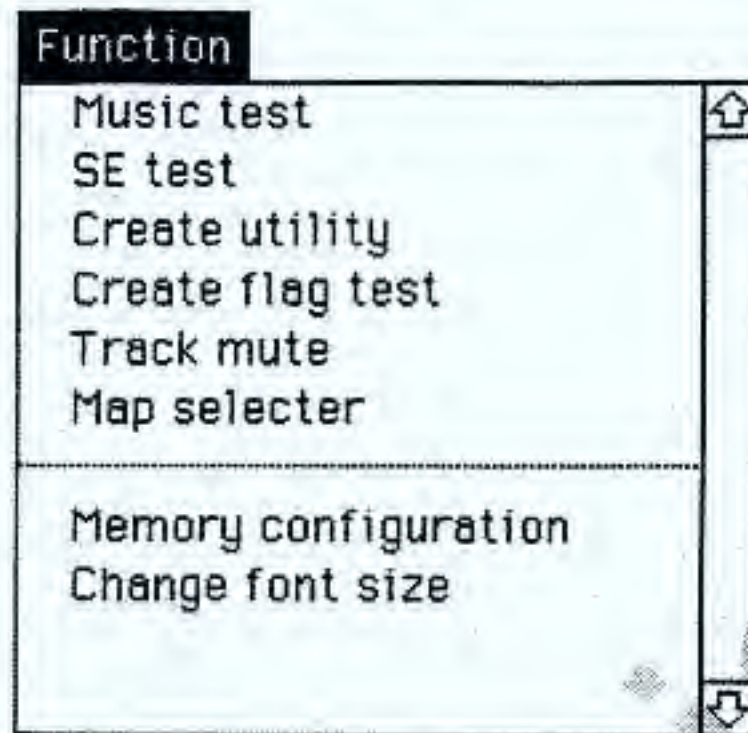 Function
Music test
SE test
Create utility
Create flag test
Track mute
Map selecter
Memory configuration
Change font size